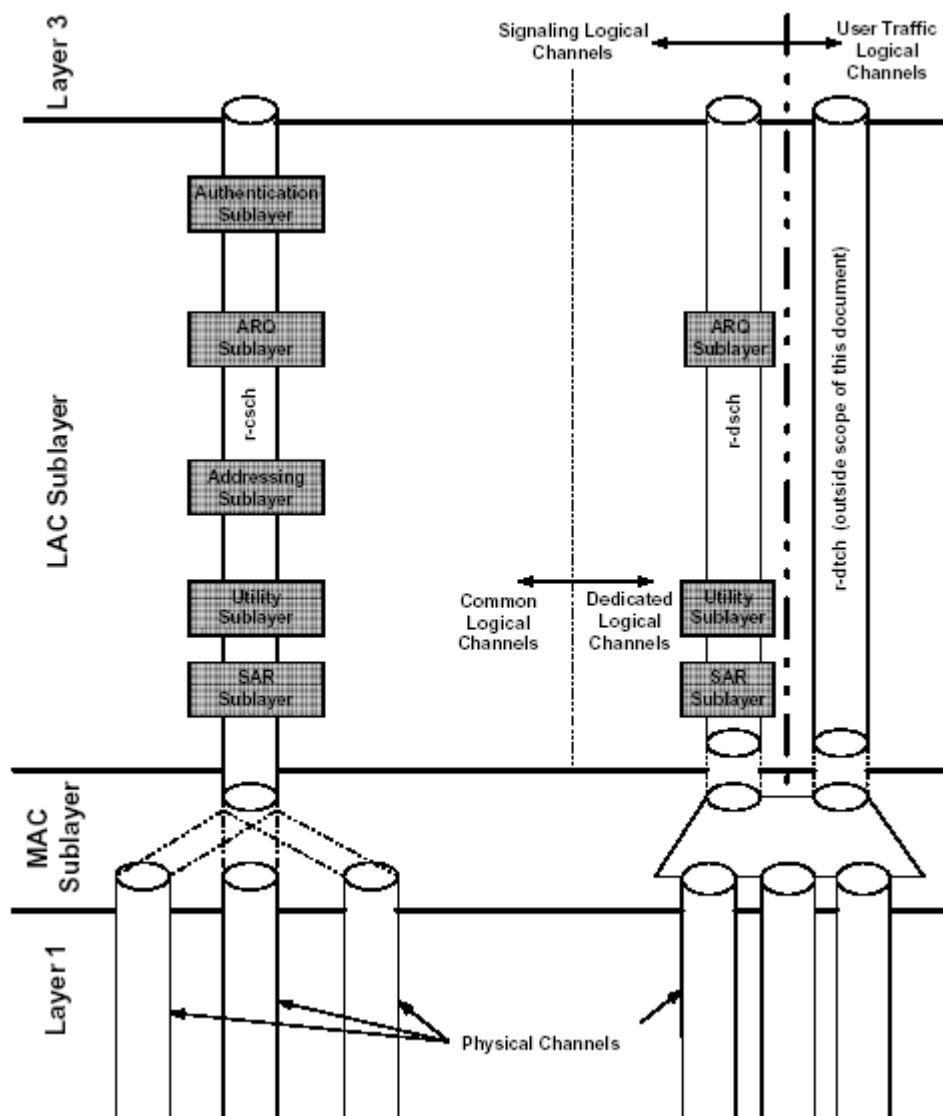 Layer 3
Signaling Logical
Channels
User Traffic
Logical
Channels
LAC Sublayer
Authentication
Sublayer
ARQ
Sublayer
r-csch
Addressing
Sublayer
Utility
Sublayer
SAR
Sublayer
Common
Logical
Channels
Dedicated
Logical
Channels
ARQ
Sublayer
r-dsch
Utility
Sublayer
SAR
Sublayer
r-dtch (outside scope of this document)
MAC
Sublayer
Layer 1
Physical Channels